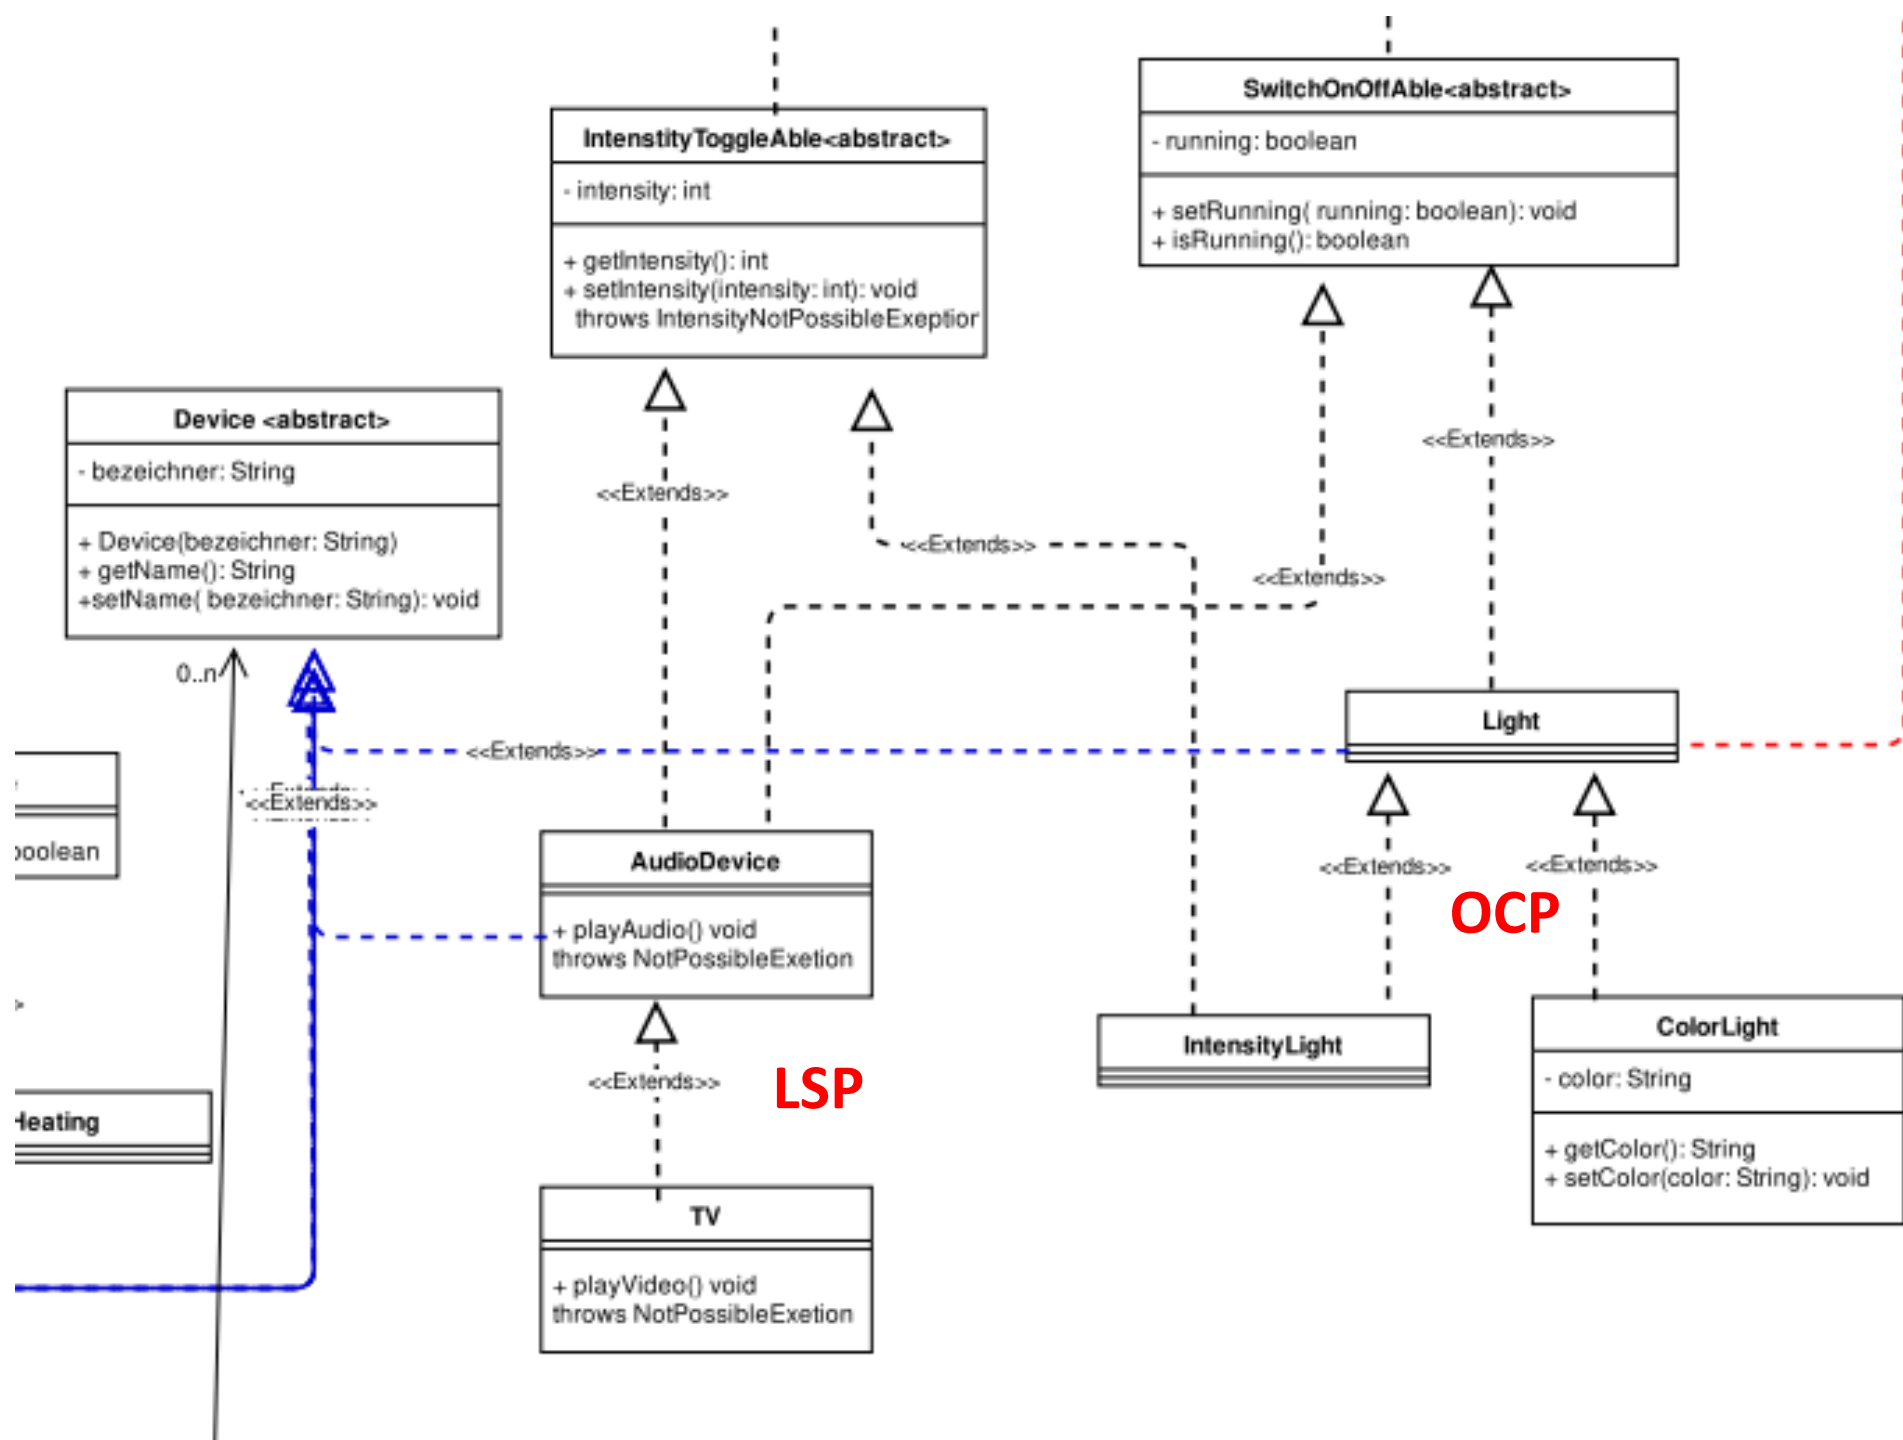 SwitchOnOffAble<abstract>
- running: boolean
+ setRunning( running: boolean): void
+ isRunning(): boolean
IntenstityToggleAble<abstract>
- intensity: int
+ getIntensity(): int
+ setIntensity(intensity: int): void
throws IntensityNotPossibleExeption
Device <abstract>
- bezeichner: String
+ Device(bezeichner: String)
+ getName(): String
+setName( bezeichner: String): void
0..n
<<Extends>>
<<Extends>>
<<Extends>>
<<Extends>>
<<Extends>>
<<Extends>>
Light
boolean
AudioDevice
+ playAudio() void
throws NotPossibleExetion
<<Extends>>
<<Extends>>
OCP
IntensityLight
ColorLight
- color: String
+ getColor(): String
+ setColor(color: String): void
<<Extends>>
LSP
Heating
TV
+ playVideo() void
throws NotPossibleExetion